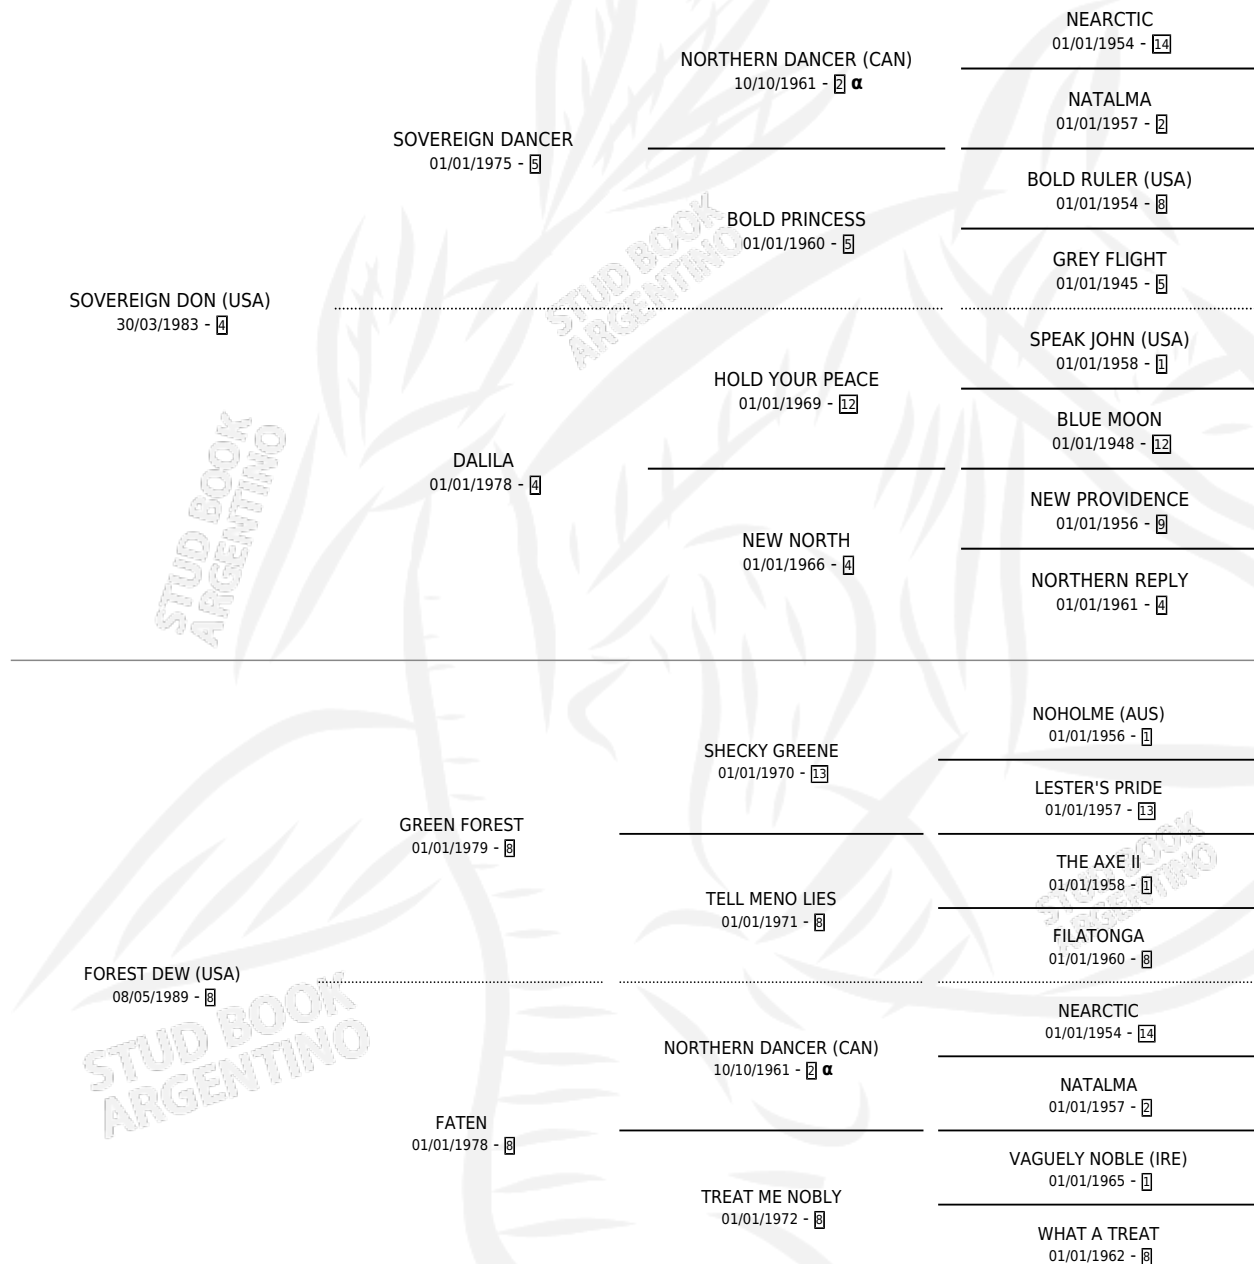 NEARCTIC
01/01/1954 - 14
NORTHERN DANCER (CAN)
10/10/1961 - 2 α
NATALMA
01/01/1957 - 2
SOVEREIGN DANCER
01/01/1975 - 5
BOLD RULER (USA)
01/01/1954 - 8
BOLD PRINCESS
01/01/1960 - 5
GREY FLIGHT
01/01/1945 - 5
SOVEREIGN DON (USA)
30/03/1983 - 4
SPEAK JOHN (USA)
01/01/1958 - 1
HOLD YOUR PEACE
01/01/1969 - 12
BLUE MOON
01/01/1948 - 12
DALILA
01/01/1978 - 4
NEW PROVIDENCE
01/01/1956 - 9
NEW NORTH
01/01/1966 - 4
NORTHERN REPLY
01/01/1961 - 4
STUD BOOK
ARGENTINO
STUD BOOK
ARGENTINO
NOHOLME (AUS)
01/01/1956 - 1
SHECKY GREENE
01/01/1970 - 13
LESTER'S PRIDE
01/01/1957 - 13
GREEN FOREST
01/01/1979 - 8
THE AXE II
01/01/1958 - 1
TELL MENO LIES
01/01/1971 - 8
FILATONGA
01/01/1960 - 8
FOREST DEW (USA)
08/05/1989 - 8
NEARCTIC
01/01/1954 - 14
NORTHERN DANCER (CAN)
10/10/1961 - 2 α
NATALMA
01/01/1957 - 2
FATEN
01/01/1978 - 8
VAGUELY NOBLE (IRE)
01/01/1965 - 1
TREAT ME NOBLY
01/01/1972 - 8
WHAT A TREAT
01/01/1962 - 8
STUD BOOK
ARGENTINO
STUD BOOK
ARGENTINO